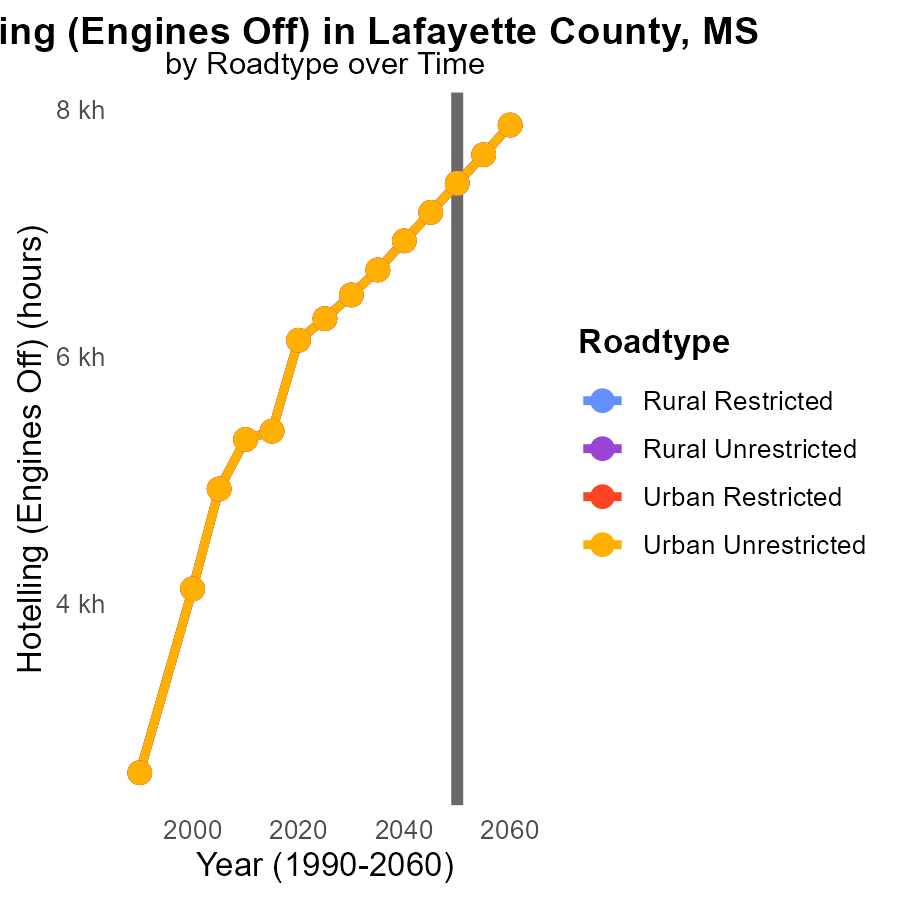 ing (Engines Off) in Lafayette County, MS
by Roadtype over Time
8 kh
6 kh
4 kh
Hotelling (Engines Off) (hours)
2000 2020 2040 2060
Year (1990-2060)
Roadtype
Rural Restricted
Rural Unrestricted
Urban Restricted
Urban Unrestricted